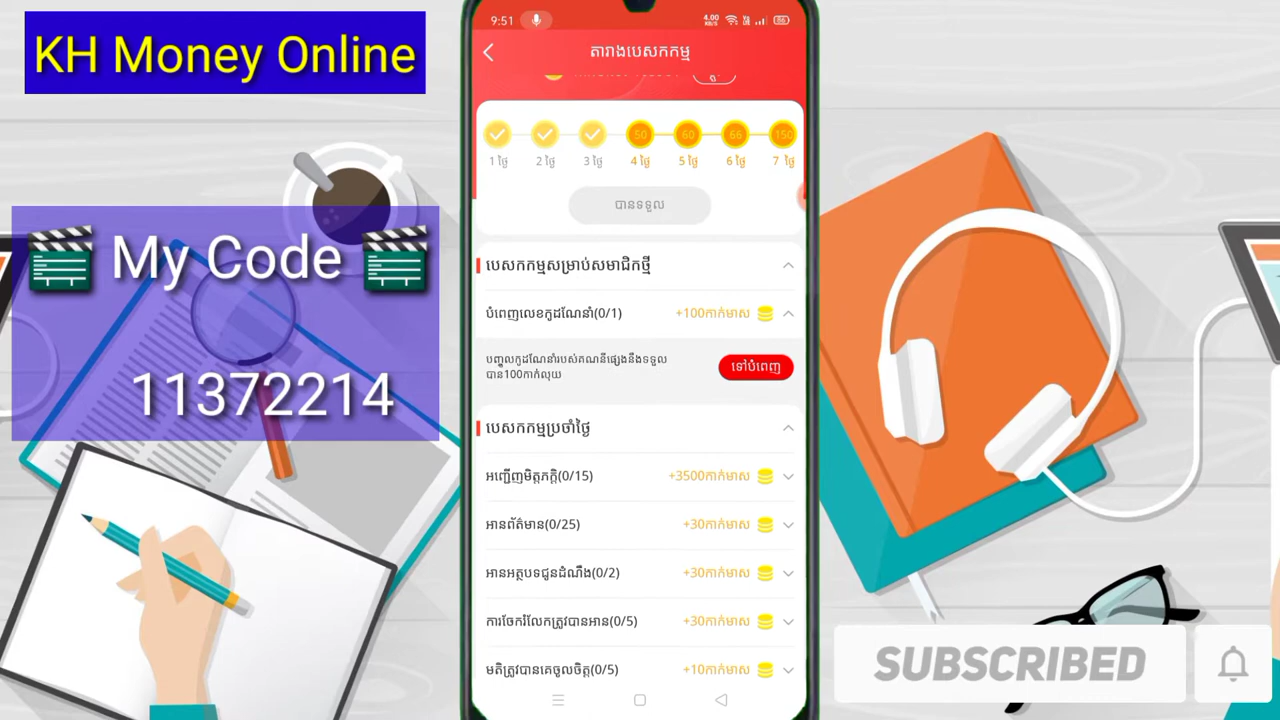 KH Money Online
🎬 My Code 🎬
11372214
9:51
4.00
KB/S
86
តារាងបេសកកម្ម
50
60
66
150
1 ថ្ងៃ
2 ថ្ងៃ
3 ថ្ងៃ
4 ថ្ងៃ
5 ថ្ងៃ
6 ថ្ងៃ
7 ថ្ងៃ
បានទទួល
បេសកកម្មសម្រាប់សមាជិកថ្មី
បំពេញលេខកូដណែនាំ(0/1)
+100កាក់មាស
បញ្ចូលកូដណែនាំរបស់គណនីផ្សេងនឹងទទួល
បាន100កាក់លុយ
ទៅបំពេញ
បេសកកម្មប្រចាំថ្ងៃ
អញ្ជើញមិត្តភក្តិ(0/15)
+3500កាក់មាស
អានព័ត៌មាន(0/25)
+30កាក់មាស
អានអត្ថបទជូនដំណឹង(0/2)
+30កាក់មាស
ការចែករំលែកត្រូវបានអាន(0/5)
+30កាក់មាស
មតិត្រូវបានគេចូលចិត្ត(0/5)
+10កាក់មាស
SUBSCRIBED